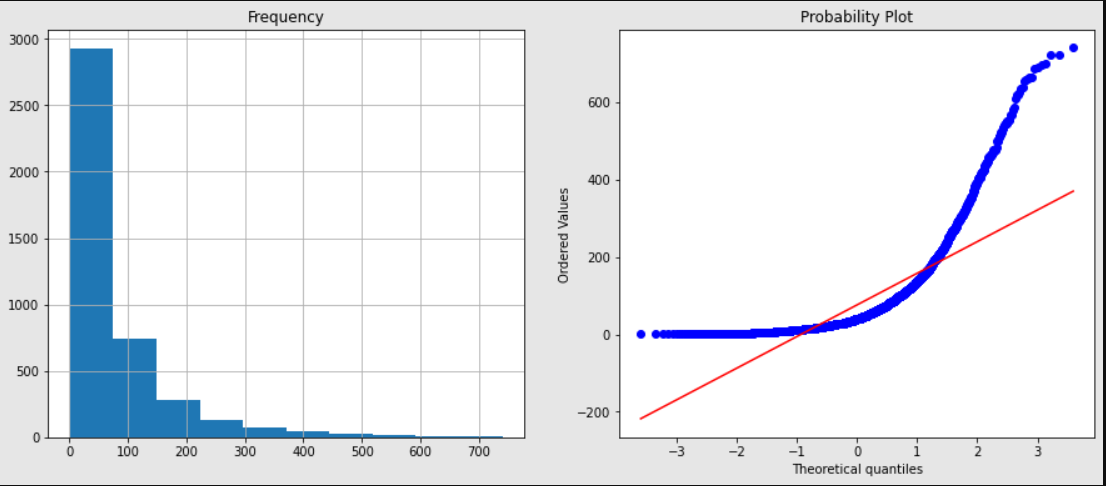 Frequency
3000
2500
2000
1500
1000
500
0
0 100 200 300 400 500 600 700
Probability Plot
Ordered Values
600
400
200
0
−200
−3 −2 −1 0 1 2 3
Theoretical quantiles